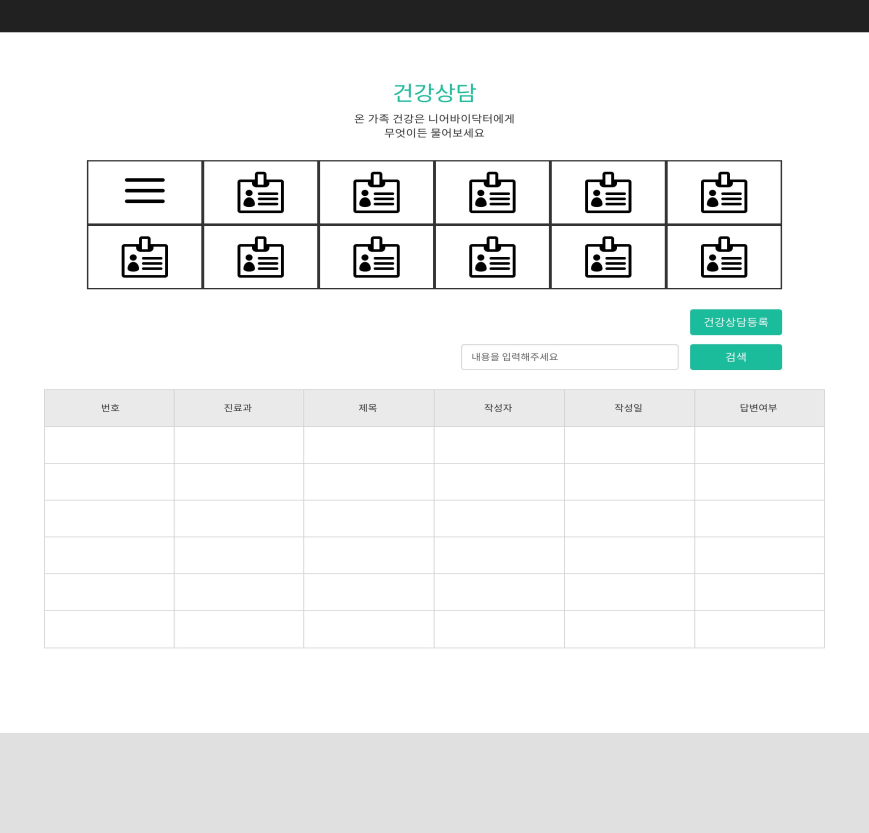 건강상담
온 가족 건강은 니어바이닥터에게
무엇이든 물어보세요
건강상담등록
내용을 입력해주세요
검색
번호
진료과
제목
작성자
작성일
답변여부